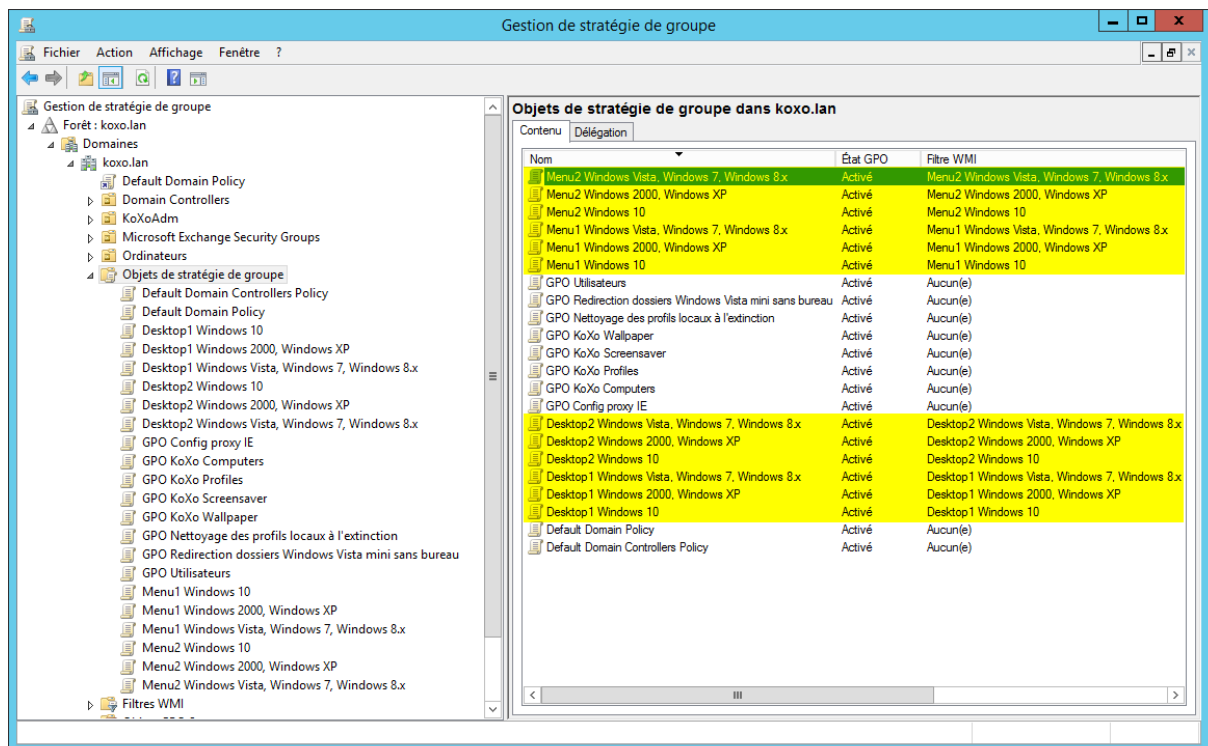 Gestion de stratégie de groupe
Fichier Action Affichage Fenêtre ?
Gestion de stratégie de groupe
Forêt : koxo.lan
Domaines
koxo.lan
Default Domain Policy
Domain Controllers
KoXoAdm
Microsoft Exchange Security Groups
Ordinateurs
Objets de stratégie de groupe
Default Domain Controllers Policy
Default Domain Policy
Desktop1 Windows 10
Desktop1 Windows 2000, Windows XP
Desktop1 Windows Vista, Windows 7, Windows 8.x
Desktop2 Windows 10
Desktop2 Windows 2000, Windows XP
Desktop2 Windows Vista, Windows 7, Windows 8.x
GPO Config proxy IE
GPO KoXo Computers
GPO KoXo Profiles
GPO KoXo Screensaver
GPO KoXo Wallpaper
GPO Nettoyage des profils locaux à l'extinction
GPO Redirection dossiers Windows Vista mini sans bureau
GPO Utilisateurs
Menu1 Windows 10
Menu1 Windows 2000, Windows XP
Menu1 Windows Vista, Windows 7, Windows 8.x
Menu2 Windows 10
Menu2 Windows 2000, Windows XP
Menu2 Windows Vista, Windows 7, Windows 8.x
Filtres WMI
Objets de stratégie de groupe dans koxo.lan
Contenu Délégation
Nom État GPO Filtre WMI
Menu2 Windows Vista, Windows 7, Windows 8.x Activé Menu2 Windows Vista, Windows 7, Windows 8.x
Menu2 Windows 2000, Windows XP Activé Menu2 Windows 2000, Windows XP
Menu2 Windows 10 Activé Menu2 Windows 10
Menu1 Windows Vista, Windows 7, Windows 8.x Activé Menu1 Windows Vista, Windows 7, Windows 8.x
Menu1 Windows 2000, Windows XP Activé Menu1 Windows 2000, Windows XP
Menu1 Windows 10 Activé Menu1 Windows 10
GPO Utilisateurs Activé Aucun(e)
GPO Redirection dossiers Windows Vista mini sans bureau Activé Aucun(e)
GPO Nettoyage des profils locaux à l'extinction Activé Aucun(e)
GPO KoXo Wallpaper Activé Aucun(e)
GPO KoXo Screensaver Activé Aucun(e)
GPO KoXo Profiles Activé Aucun(e)
GPO KoXo Computers Activé Aucun(e)
GPO Config proxy IE Activé Aucun(e)
Desktop2 Windows Vista, Windows 7, Windows 8.x Activé Desktop2 Windows Vista, Windows 7, Windows 8.x
Desktop2 Windows 2000, Windows XP Activé Desktop2 Windows 2000, Windows XP
Desktop2 Windows 10 Activé Desktop2 Windows 10
Desktop1 Windows Vista, Windows 7, Windows 8.x Activé Desktop1 Windows Vista, Windows 7, Windows 8.x
Desktop1 Windows 2000, Windows XP Activé Desktop1 Windows 2000, Windows XP
Desktop1 Windows 10 Activé Desktop1 Windows 10
Default Domain Policy Activé Aucun(e)
Default Domain Controllers Policy Activé Aucun(e)